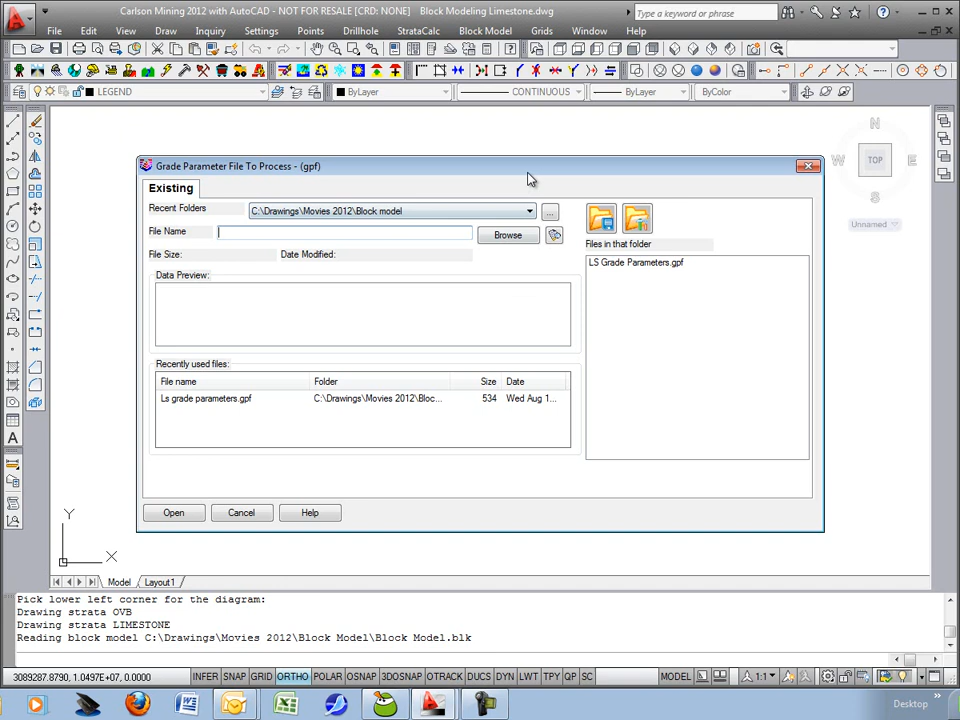 Carlson Mining 2012 with AutoCAD - NOT FOR RESALE [CRD: NONE] Block Modeling Limestone.dwg
Type a keyword or phrase
File Edit View Draw Inquiry Settings Points Drillhole StrataCalc Block Model Grids Window Help
LEGEND ByLayer CONTINUOUS ByLayer ByColor
N
W TOP E
S
Unnamed
Grade Parameter File To Process - (gpf)
Existing
Recent Folders C:\Drawings\Movies 2012\Block model ...
File Name Browse
Files in that folder
File Size: Date Modified:
LS Grade Parameters.gpf
Data Preview:
Recently used files:
File name Folder Size Date
Ls grade parameters.gpf C:\Drawings\Movies 2012\Bloc... 534 Wed Aug 1...
Open Cancel Help
Y
X
Model Layout1
Pick lower left corner for the diagram:
Drawing strata OVB
Drawing strata LIMESTONE
Reading block model C:\Drawings\Movies 2012\Block Model\Block Model.blk
3089287.8790, 1.0497E+07, 0.0000 INFER SNAP GRID ORTHO POLAR OSNAP 3DOSNAP OTRACK DUCS DYN LWT TPY QP SC MODEL 1:1
Desktop